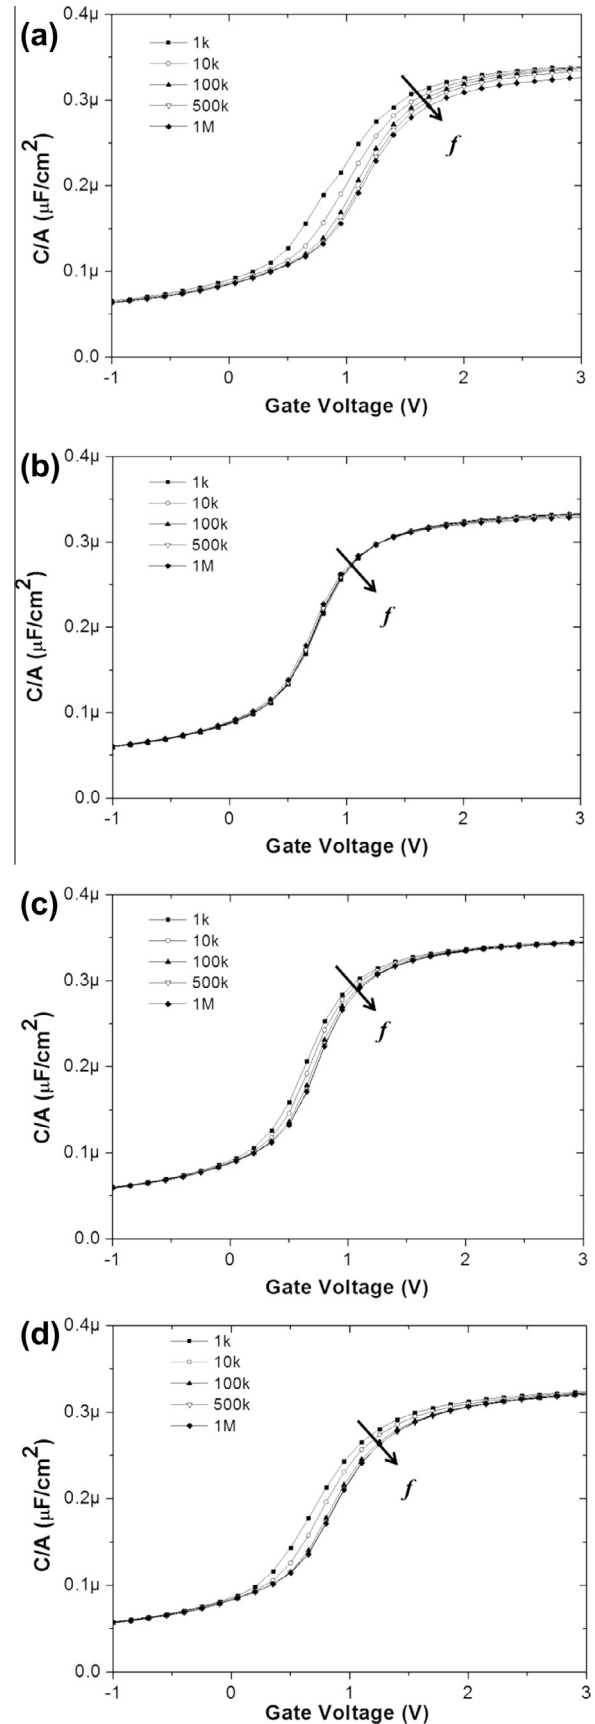 (a)
0.4μ
1k
10k
100k
500k
1M
0.3μ
f
0.2μ
C/A (μF/cm²)
0.1μ
0.0
-1 0 1 2 3
Gate Voltage (V)
(b)
0.4μ
1k
10k
100k
500k
1M
0.3μ
f
0.2μ
C/A (μF/cm²)
0.1μ
0.0
-1 0 1 2 3
Gate Voltage (V)
(c)
0.4μ
1k
10k
100k
500k
1M
0.3μ
f
0.2μ
C/A (μF/cm²)
0.1μ
0.0
-1 0 1 2 3
Gate Voltage (V)
(d)
0.4μ
1k
10k
100k
500k
1M
0.3μ
f
0.2μ
C/A (μF/cm²)
0.1μ
0.0
-1 0 1 2 3
Gate Voltage (V)